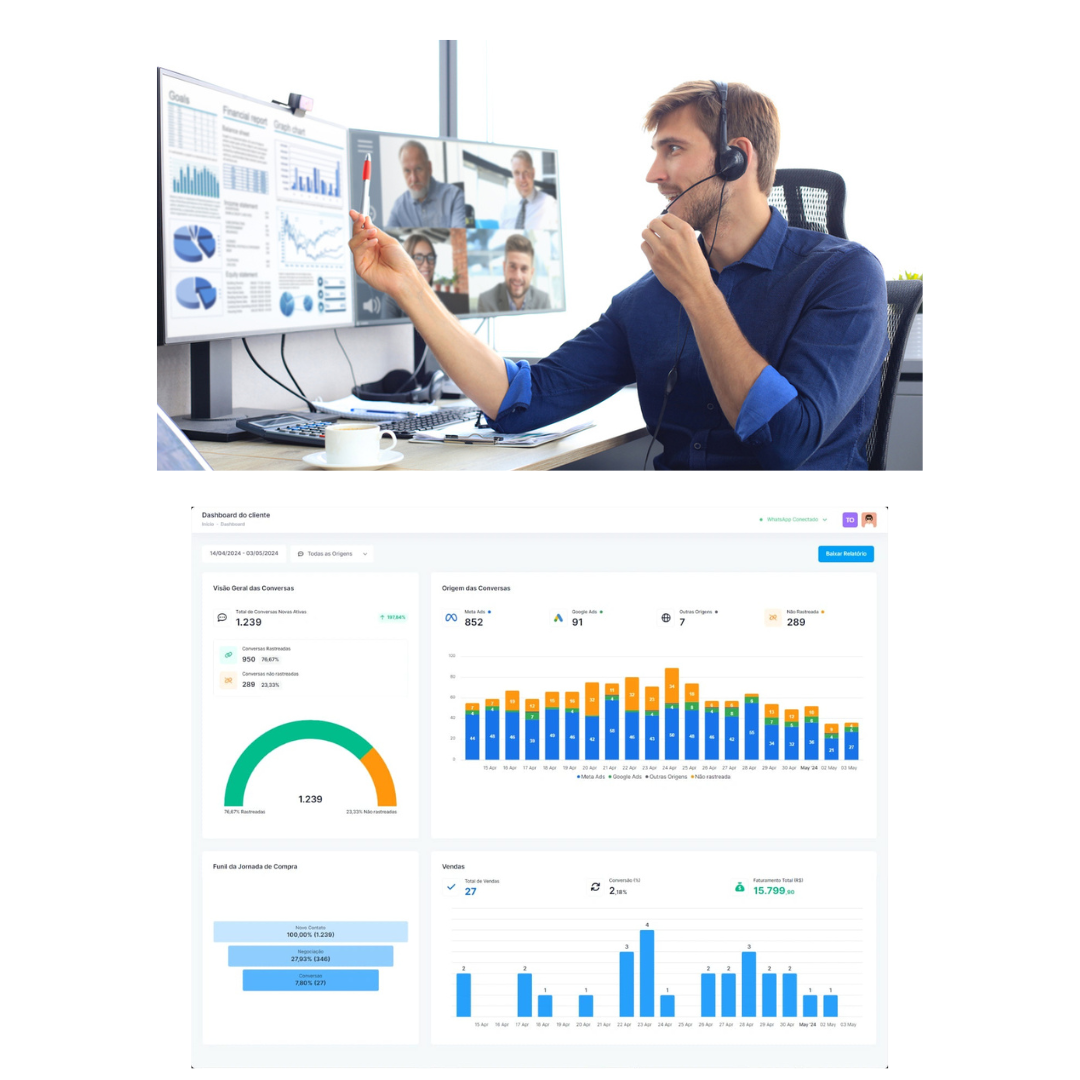 Goals
Financial report
Graph chart
Balance sheet
Income statement
Equity statement
Dashboard do cliente
Início - Dashboard
WhatsApp Conectado
TO
14/04/2024 - 03/05/2024
Todas as Origens
Baixar Relatório
Visão Geral das Conversas
Total de Conversas Novas Ativas
1.239
Conversas Rastreadas
950 76,67%
Conversas não rastreadas
289 23,33%
1.239
76,67% Rastreadas
23,33% Não rastreadas
Origem das Conversas
Meta Ads
852
Google Ads
91
Outras Origens
7
Não Rastreada
289
100
80
60
40
20
0
15 Apr 16 Apr 17 Apr 18 Apr 19 Apr 20 Apr 21 Apr 22 Apr 23 Apr 24 Apr 25 Apr 26 Apr 27 Apr 28 Apr 29 Apr 30 Apr May '24 02 May 03 May
Meta Ads Google Ads Outras Origens Não rastreada
Funil da Jornada de Compra
Novo Contato
100,00% (1.239)
Negociação
27,93% (346)
Conversão
7,80% (27)
Vendas
Total de Vendas
27
Conversão (%)
2,18%
Faturamento Total (R$)
15.799,90
2 2 1 1 3 4 1 2 2 3 2 2 1 1
15 Apr 16 Apr 17 Apr 18 Apr 19 Apr 20 Apr 21 Apr 22 Apr 23 Apr 24 Apr 25 Apr 26 Apr 27 Apr 28 Apr 29 Apr 30 Apr May '24 02 May 03 May